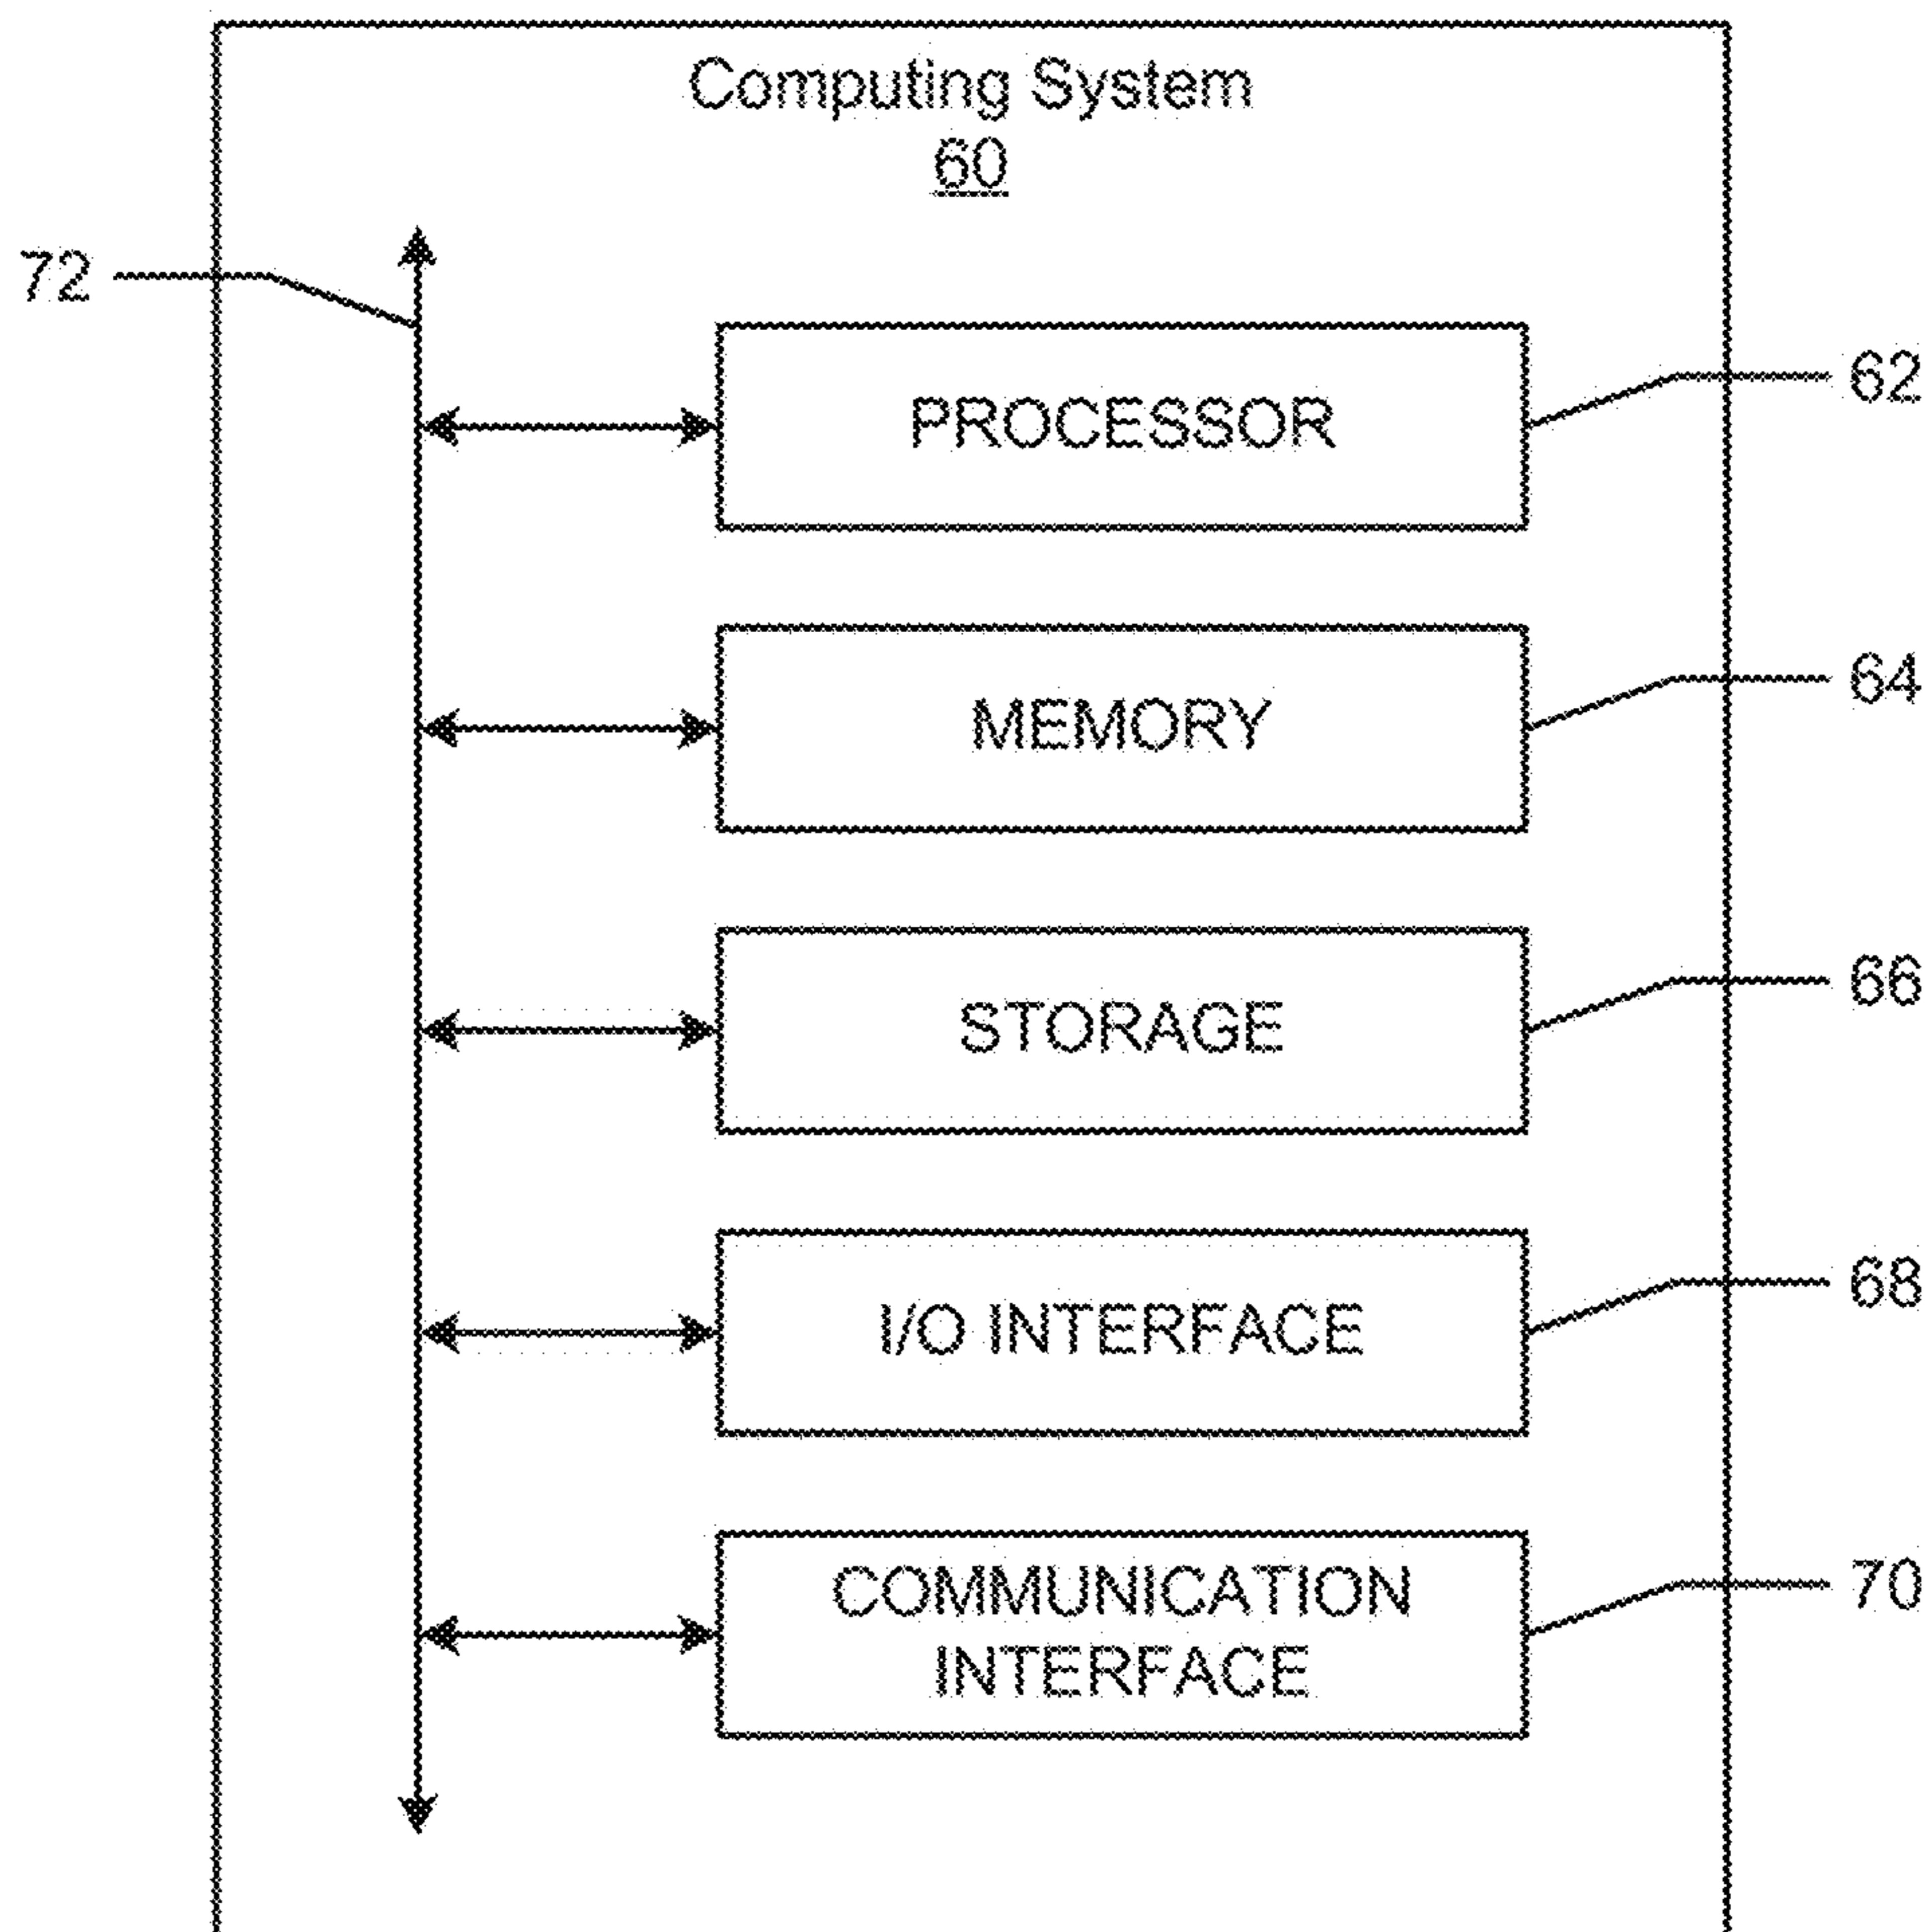 Computing System
60
72
PROCESSOR
62
MEMORY
64
STORAGE
66
I/O INTERFACE
68
COMMUNICATION
INTERFACE
70